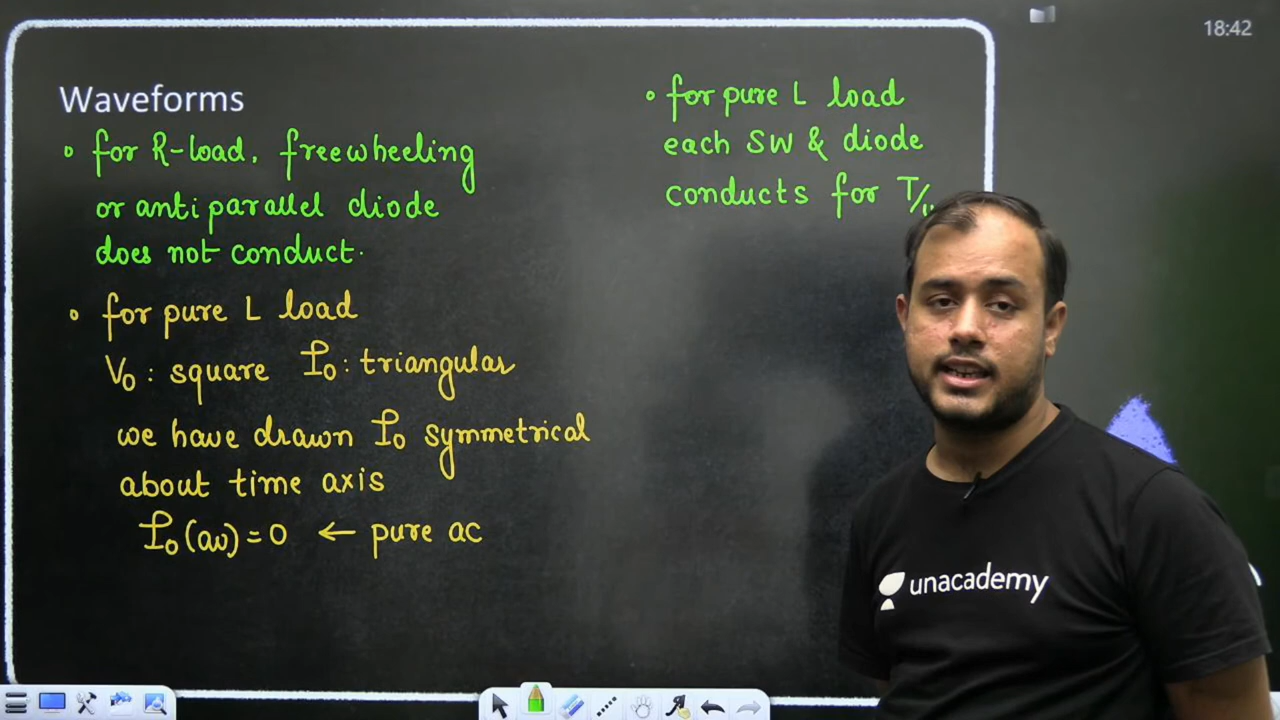 18:42
Waveforms
• for R-load, freewheeling
or anti parallel diode
does not conduct.
• for pure L load
V₀ : square I₀ : triangular
we have drawn I₀ symmetrical
about time axis
I₀(av) = 0 ← pure ac
• for pure L load
each SW & diode
conducts for
unacademy